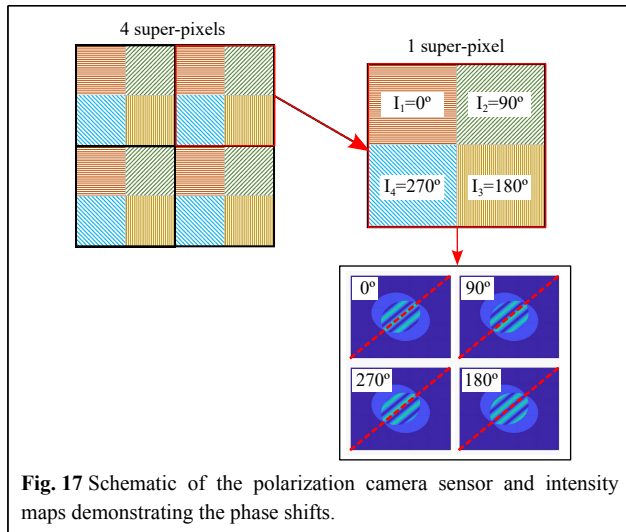 4 super-pixels
1 super-pixel
I₁=0º
I₂=90º
I₄=270º
I₃=180º
0º
90º
270º
180º
Fig. 17 Schematic of the polarization camera sensor and intensity
maps demonstrating the phase shifts.